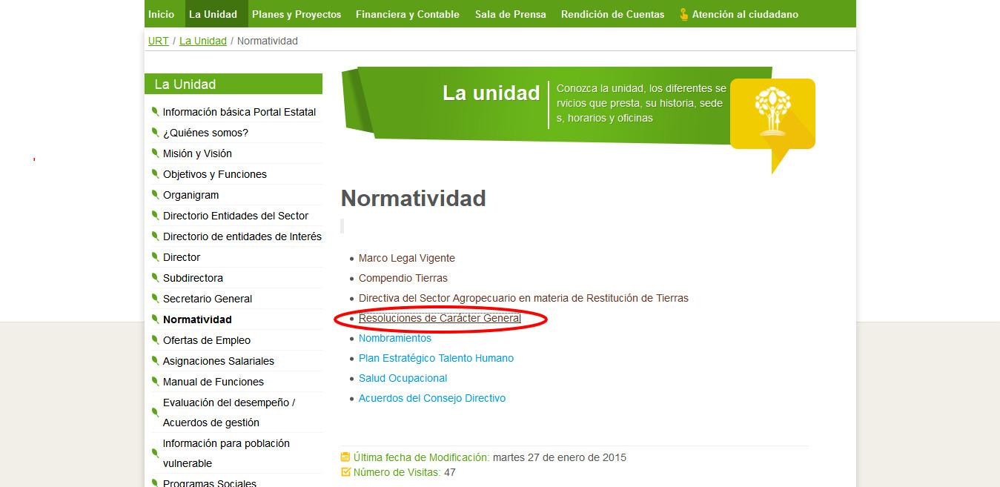 Inicio La Unidad Planes y Proyectos Financiera y Contable Sala de Prensa Rendición de Cuentas Atención al ciudadano
URT / La Unidad / Normatividad
La Unidad
Información básica Portal Estatal
¿Quiénes somos?
Misión y Visión
Objetivos y Funciones
Organigram
Directorio Entidades del Sector
Directorio de entidades de Interés
Director
Subdirectora
Secretario General
Normatividad
Ofertas de Empleo
Asignaciones Salariales
Manual de Funciones
Evaluación del desempeño /
Acuerdos de gestión
Información para población
vulnerable
Programas Sociales
La unidad
Conozca la unidad, los diferentes se
rvicios que presta, su historia, sede
s, horarios y oficinas
Normatividad
Marco Legal Vigente
Compendio Tierras
Directiva del Sector Agropecuario en materia de Restitución de Tierras
Resoluciones de Carácter General
Nombramientos
Plan Estratégico Talento Humano
Salud Ocupacional
Acuerdos del Consejo Directivo
Última fecha de Modificación: martes 27 de enero de 2015
Número de Visitas: 47